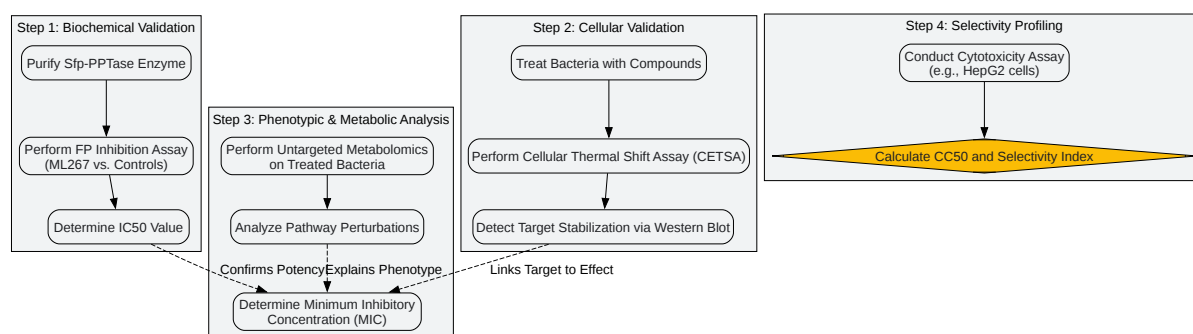 Step 1: Biochemical Validation
Purify Sfp-PPTase Enzyme
Perform FP Inhibition Assay
(ML267 vs. Controls)
Determine IC50 Value
Step 3: Phenotypic & Metabolic Analysis
Perform Untargeted Metabolomics
on Treated Bacteria
Analyze Pathway Perturbations
Step 2: Cellular Validation
Treat Bacteria with Compounds
Perform Cellular Thermal Shift Assay (CETSA)
Detect Target Stabilization via Western Blot
Confirms Potency
Explains Phenotype
Links Target to Effect
Determine Minimum Inhibitory
Concentration (MIC)
Step 4: Selectivity Profiling
Conduct Cytotoxicity Assay
(e.g., HepG2 cells)
Calculate CC50 and Selectivity Index